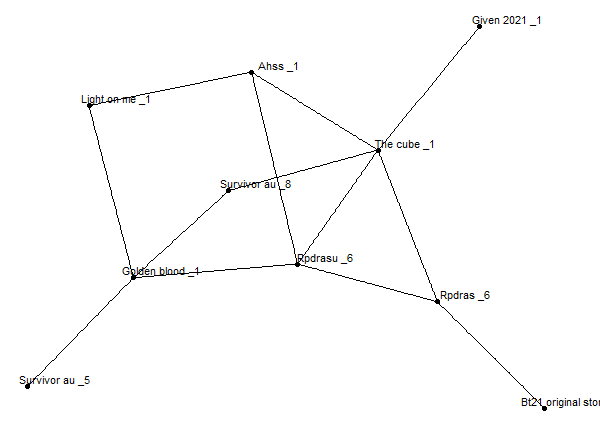 Given 2021 _1
Ahss _1
Light on me _1
The cube _1
Survivor au _8
Rpdrasu _6
Golden blood _1
Rpdras _6
Survivor au _5
Bt21 original stor